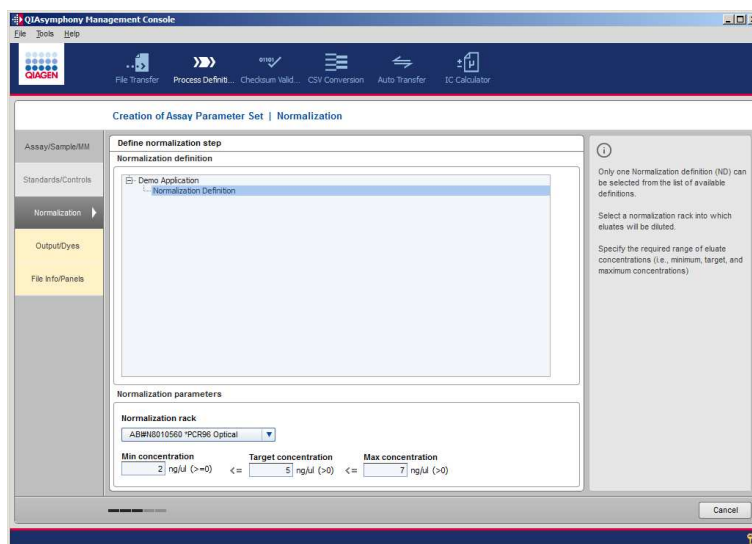 QIAsymphony Management Console
File Tools Help
QIAGEN
File Transfer
Process Definiti...
Checksum Valid...
CSV Conversion
Auto Transfer
IC Calculator
Creation of Assay Parameter Set | Normalization
Assay/Sample/MM
Standards/Controls
Normalization
Output/Dyes
File Info/Panels
Define normalization step
Normalization definition
Demo Application
Normalization Definition
Normalization parameters
Normalization rack
AB#N8010560 *PCR96 Optical
Min concentration Target concentration Max concentration
2 ng/ul (>=0) <= 5 ng/ul (>0) <= 7 ng/ul (>0)
Only one Normalization definition (ND) can
be selected from the list of available
definitions.
Select a normalization rack into which
eluates will be diluted.
Specify the required range of eluate
concentrations (i.e., minimum, target, and
maximum concentrations)
Cancel